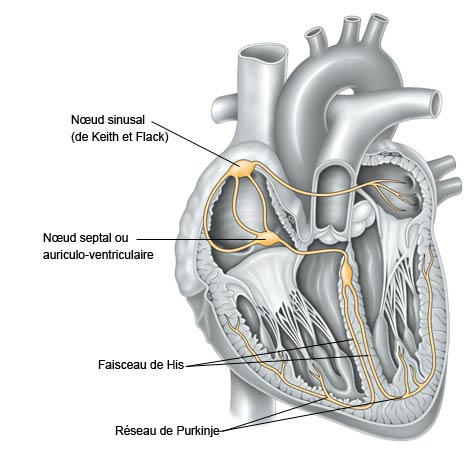 Nœud sinusal
(de Keith et Flack)
Nœud septal ou
auriculo-ventriculaire
Faisceau de His
Réseau de Purkinje